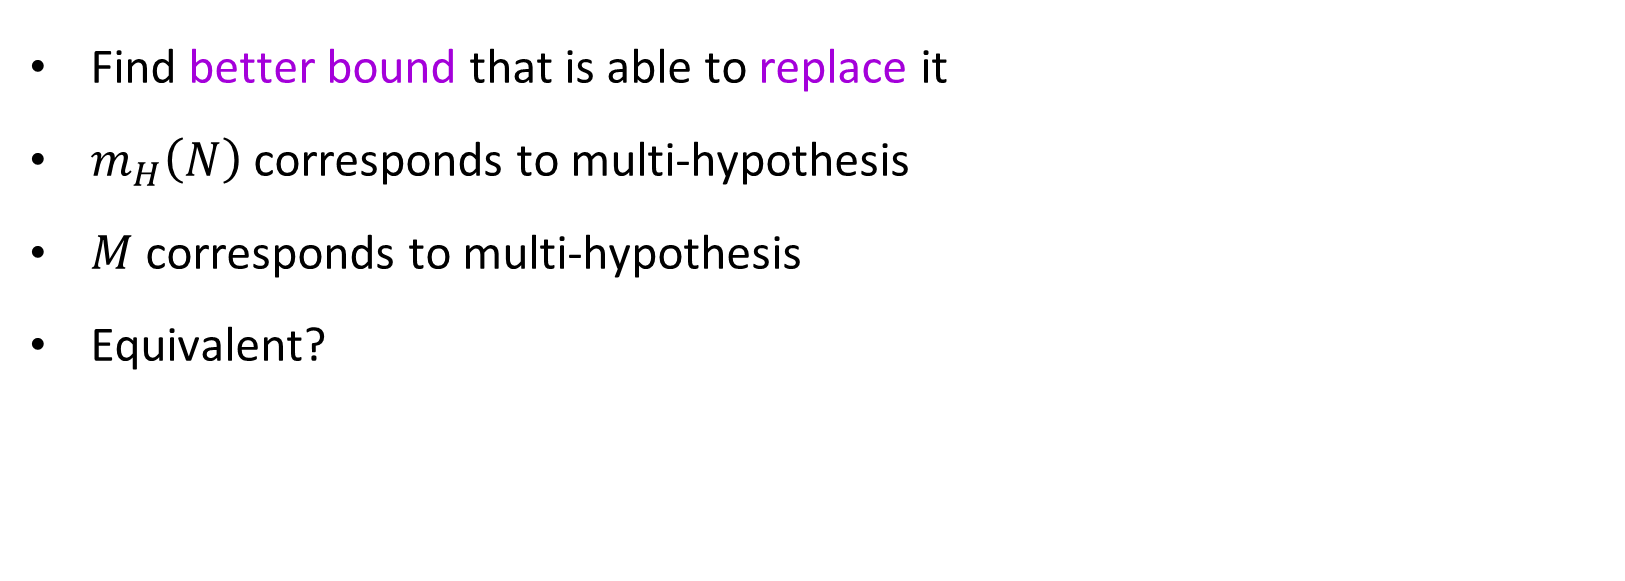 • Find better bound that is able to replace it
• $m_H(N)$ corresponds to multi-hypothesis
• $M$ corresponds to multi-hypothesis
• Equivalent?